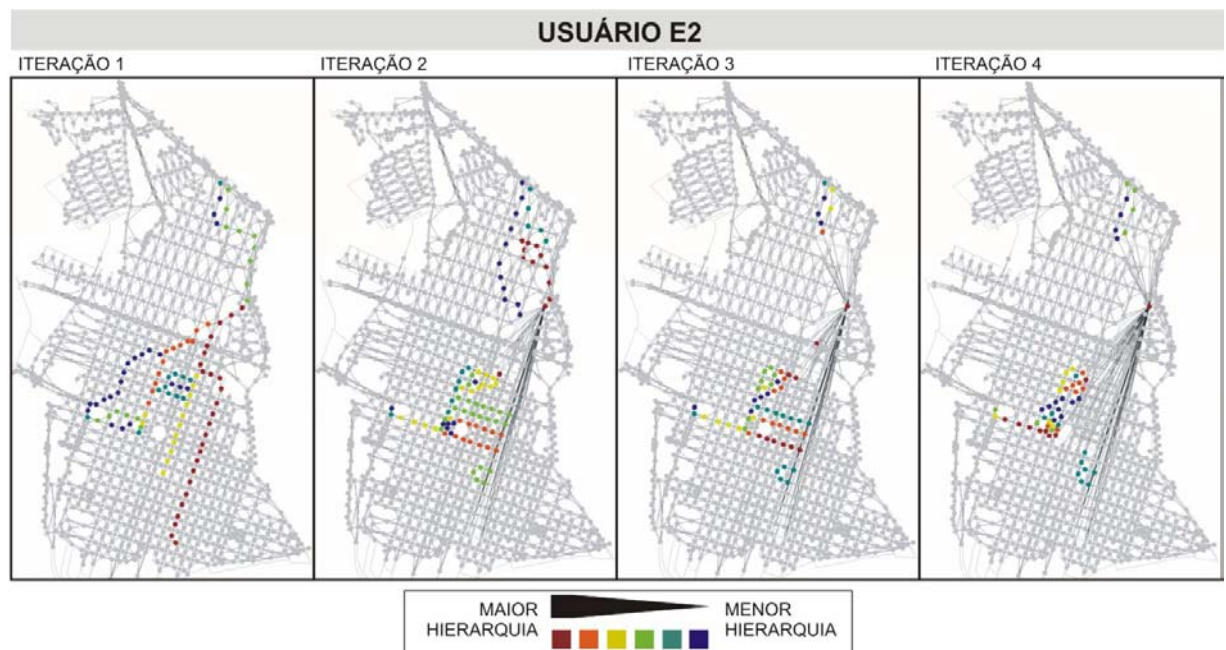 USUÁRIO E2
ITERAÇÃO 1
ITERAÇÃO 2
ITERAÇÃO 3
ITERAÇÃO 4
MAIOR
HIERARQUIA
MENOR
HIERARQUIA